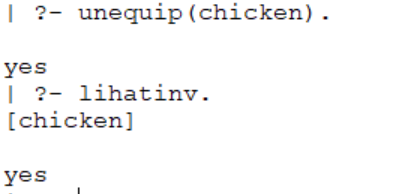 | ?- unequip(chicken).
yes
| ?- lihatinv.
[chicken]
yes